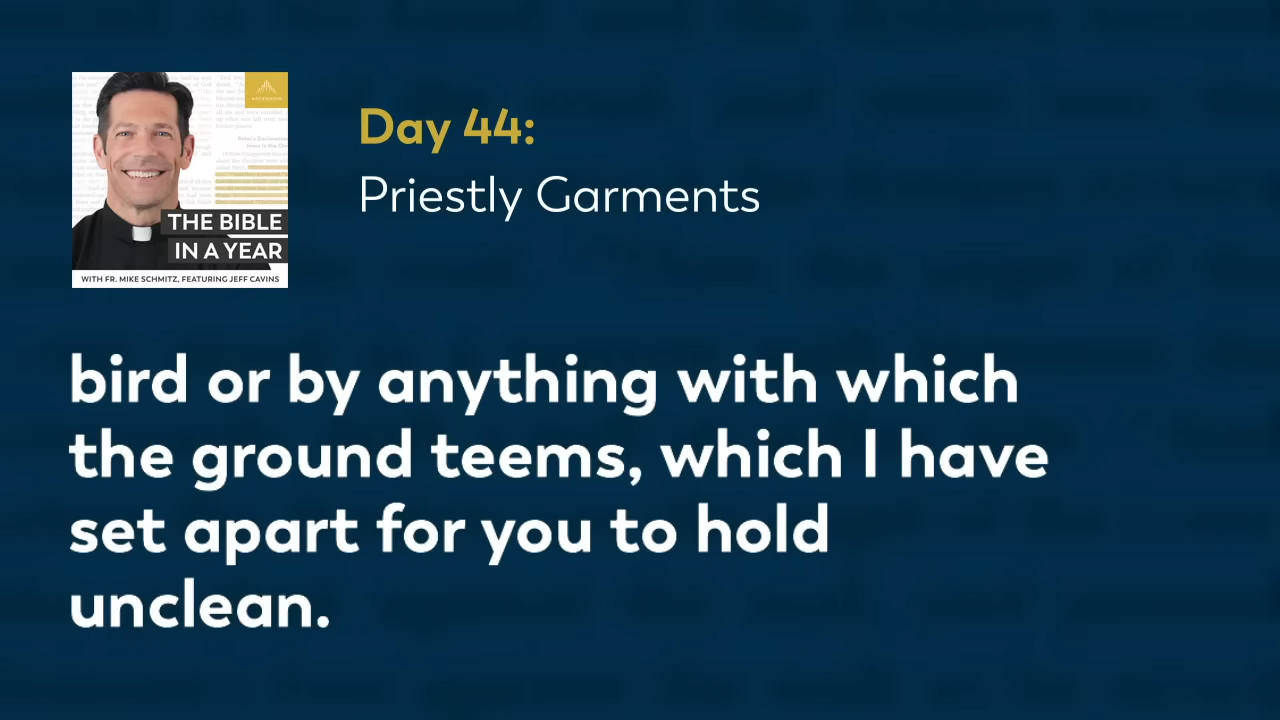 Day 44:
Priestly Garments
THE BIBLE
IN A YEAR
WITH FR. MIKE SCHMITZ, FEATURING JEFF CAVINS
bird or by anything with which
the ground teems, which I have
set apart for you to hold
unclean.